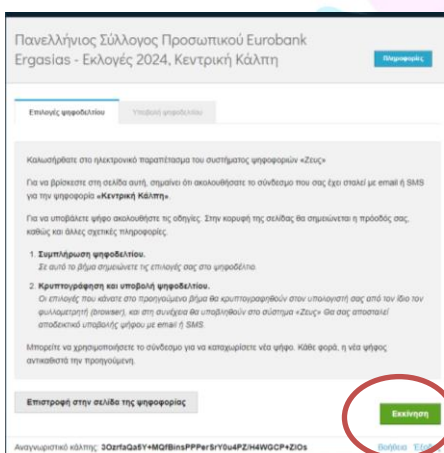 Πανελλήνιος Σύλλογος Προσωπικού Eurobank
Ergasias - Εκλογές 2024, Κεντρική Κάλπη
Πληροφορίες
Επιλογές ψηφοδελτίου
Υποβολή ψηφοδελτίου
Καλωσήρθατε στο ηλεκτρονικό παραπέτασμα του συστήματος ψηφοφοριών «Ζευς»
Για να βρίσκεστε στη σελίδα αυτή, σημαίνει ότι ακολουθήσατε το σύνδεσμο που σας έχει σταλεί με email ή SMS
για την ψηφοφορία «Κεντρική Κάλπη».
Για να υποβάλετε ψήφο ακολουθήστε τις οδηγίες. Στην κορυφή της σελίδας θα σημειώνεται η πρόοδός σας,
καθώς και άλλες σχετικές πληροφορίες.
1. Συμπλήρωση ψηφοδελτίου.
Σε αυτό το βήμα σημειώνετε τις επιλογές σας στο ψηφοδέλτιο.
2. Κρυπτογράφηση και υποβολή ψηφοδελτίου.
Οι επιλογές που κάνατε στο προηγούμενο βήμα θα κρυπτογραφηθούν στον υπολογιστή σας από τον ίδιο τον
φυλλομετρητή (browser), και στη συνέχεια θα υποβληθούν στο σύστημα «Ζευς» Θα σας αποσταλεί
αποδεικτικό υποβολής ψήφου με email ή SMS.
Μπορείτε να χρησιμοποιήσετε το σύνδεσμο για να καταχωρίσετε νέα ψήφο. Κάθε φορά, η νέα ψήφος
αντικαθιστά την προηγούμενη.
Επιστροφή στην σελίδα της ψηφοφορίας
Εκκίνηση
Αναγνωριστικό κάλπης:
Βοήθεια